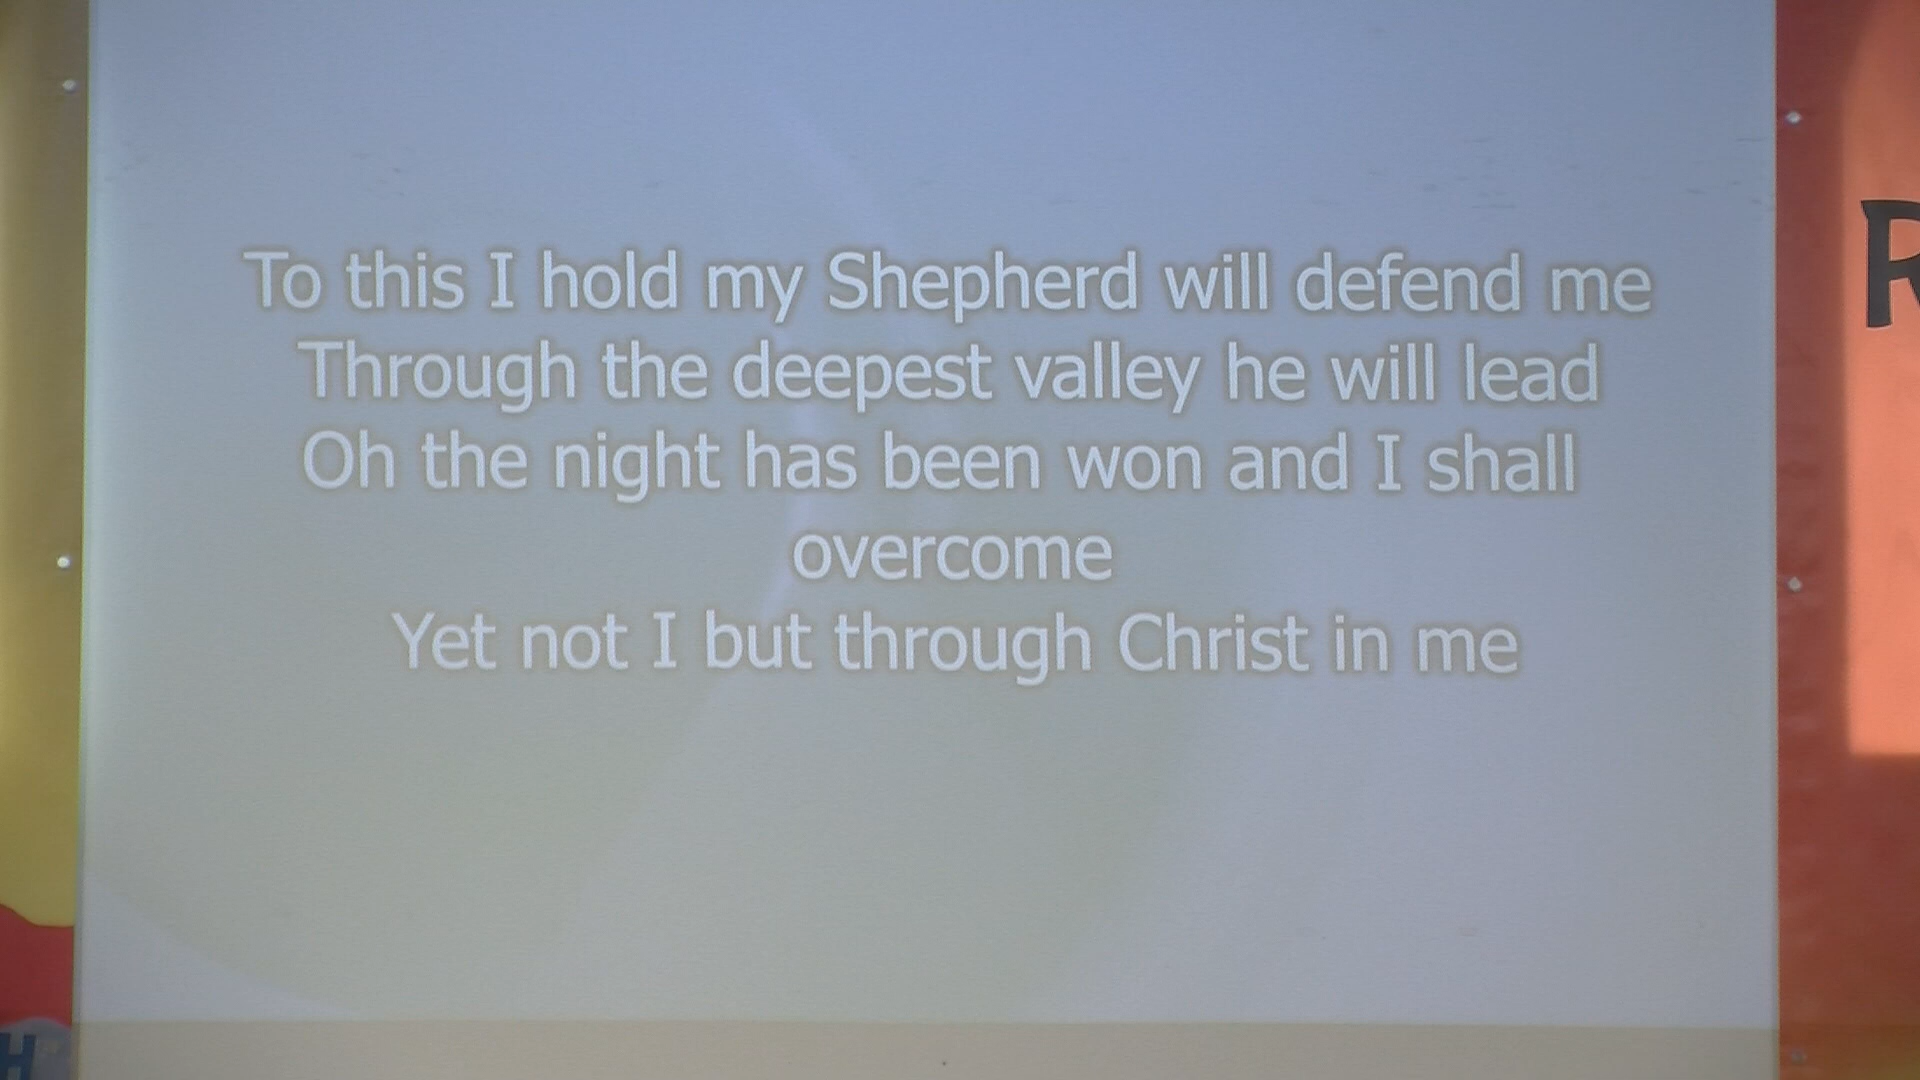 To this I hold my Shepherd will defend me
Through the deepest valley he will lead
Oh the night has been won and I shall
overcome
Yet not I but through Christ in me
R
H